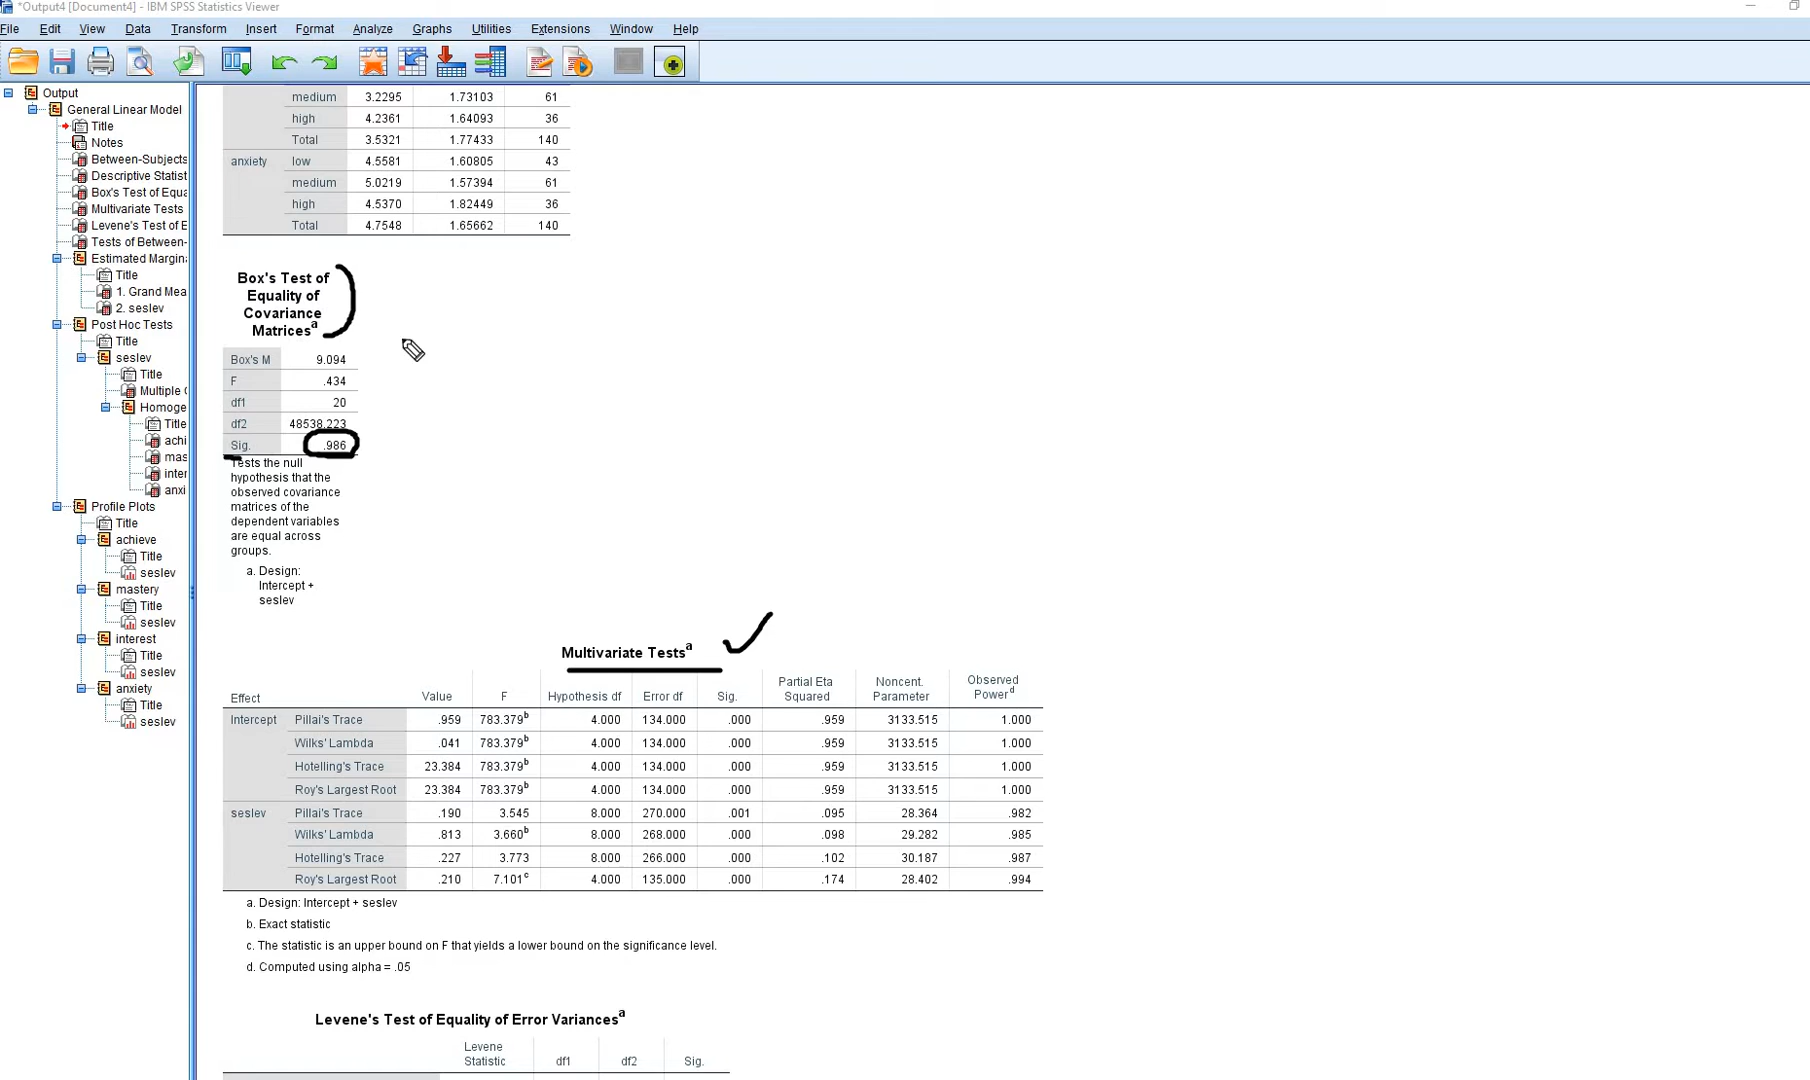 *Output4 [Document4] - IBM SPSS Statistics Viewer
File Edit View Data Transform Insert Format Analyze Graphs Utilities Extensions Window Help
Output
General Linear Model
Title
Notes
Between-Subjects
Descriptive Statist
Box's Test of Equa
Multivariate Tests
Levene's Test of E
Tests of Between-
Estimated Margina
Title
1. Grand Mea
2. seslev
Post Hoc Tests
Title
seslev
Title
Multiple C
Homoge
Title
achi
mas
inter
anxi
Profile Plots
Title
achieve
Title
seslev
mastery
Title
seslev
interest
Title
seslev
anxiety
Title
seslev
medium 3.2295 1.73103 61
high 4.2361 1.64093 36
Total 3.5321 1.77433 140
anxiety low 4.5581 1.60805 43
medium 5.0219 1.57394 61
high 4.5370 1.82449 36
Total 4.7548 1.65662 140
Box's Test of
Equality of
Covariance
Matricesa
Box's M 9.094
F .434
df1 20
df2 48538.223
Sig. .986
Tests the null
hypothesis that the
observed covariance
matrices of the
dependent variables
are equal across
groups.
a. Design:
Intercept +
seslev
Multivariate Testsa
Effect Value F Hypothesis df Error df Sig. Partial Eta Squared Noncent. Parameter Observed Powerd
Intercept Pillai's Trace .959 783.379b 4.000 134.000 .000 .959 3133.515 1.000
Wilks' Lambda .041 783.379b 4.000 134.000 .000 .959 3133.515 1.000
Hotelling's Trace 23.384 783.379b 4.000 134.000 .000 .959 3133.515 1.000
Roy's Largest Root 23.384 783.379b 4.000 134.000 .000 .959 3133.515 1.000
seslev Pillai's Trace .190 3.545 8.000 270.000 .001 .095 28.364 .982
Wilks' Lambda .813 3.660b 8.000 268.000 .000 .098 29.282 .985
Hotelling's Trace .227 3.773 8.000 266.000 .000 .102 30.187 .987
Roy's Largest Root .210 7.101c 4.000 135.000 .000 .174 28.402 .994
a. Design: Intercept + seslev
b. Exact statistic
c. The statistic is an upper bound on F that yields a lower bound on the significance level.
d. Computed using alpha = .05
Levene's Test of Equality of Error Variancesa
Levene Statistic df1 df2 Sig.